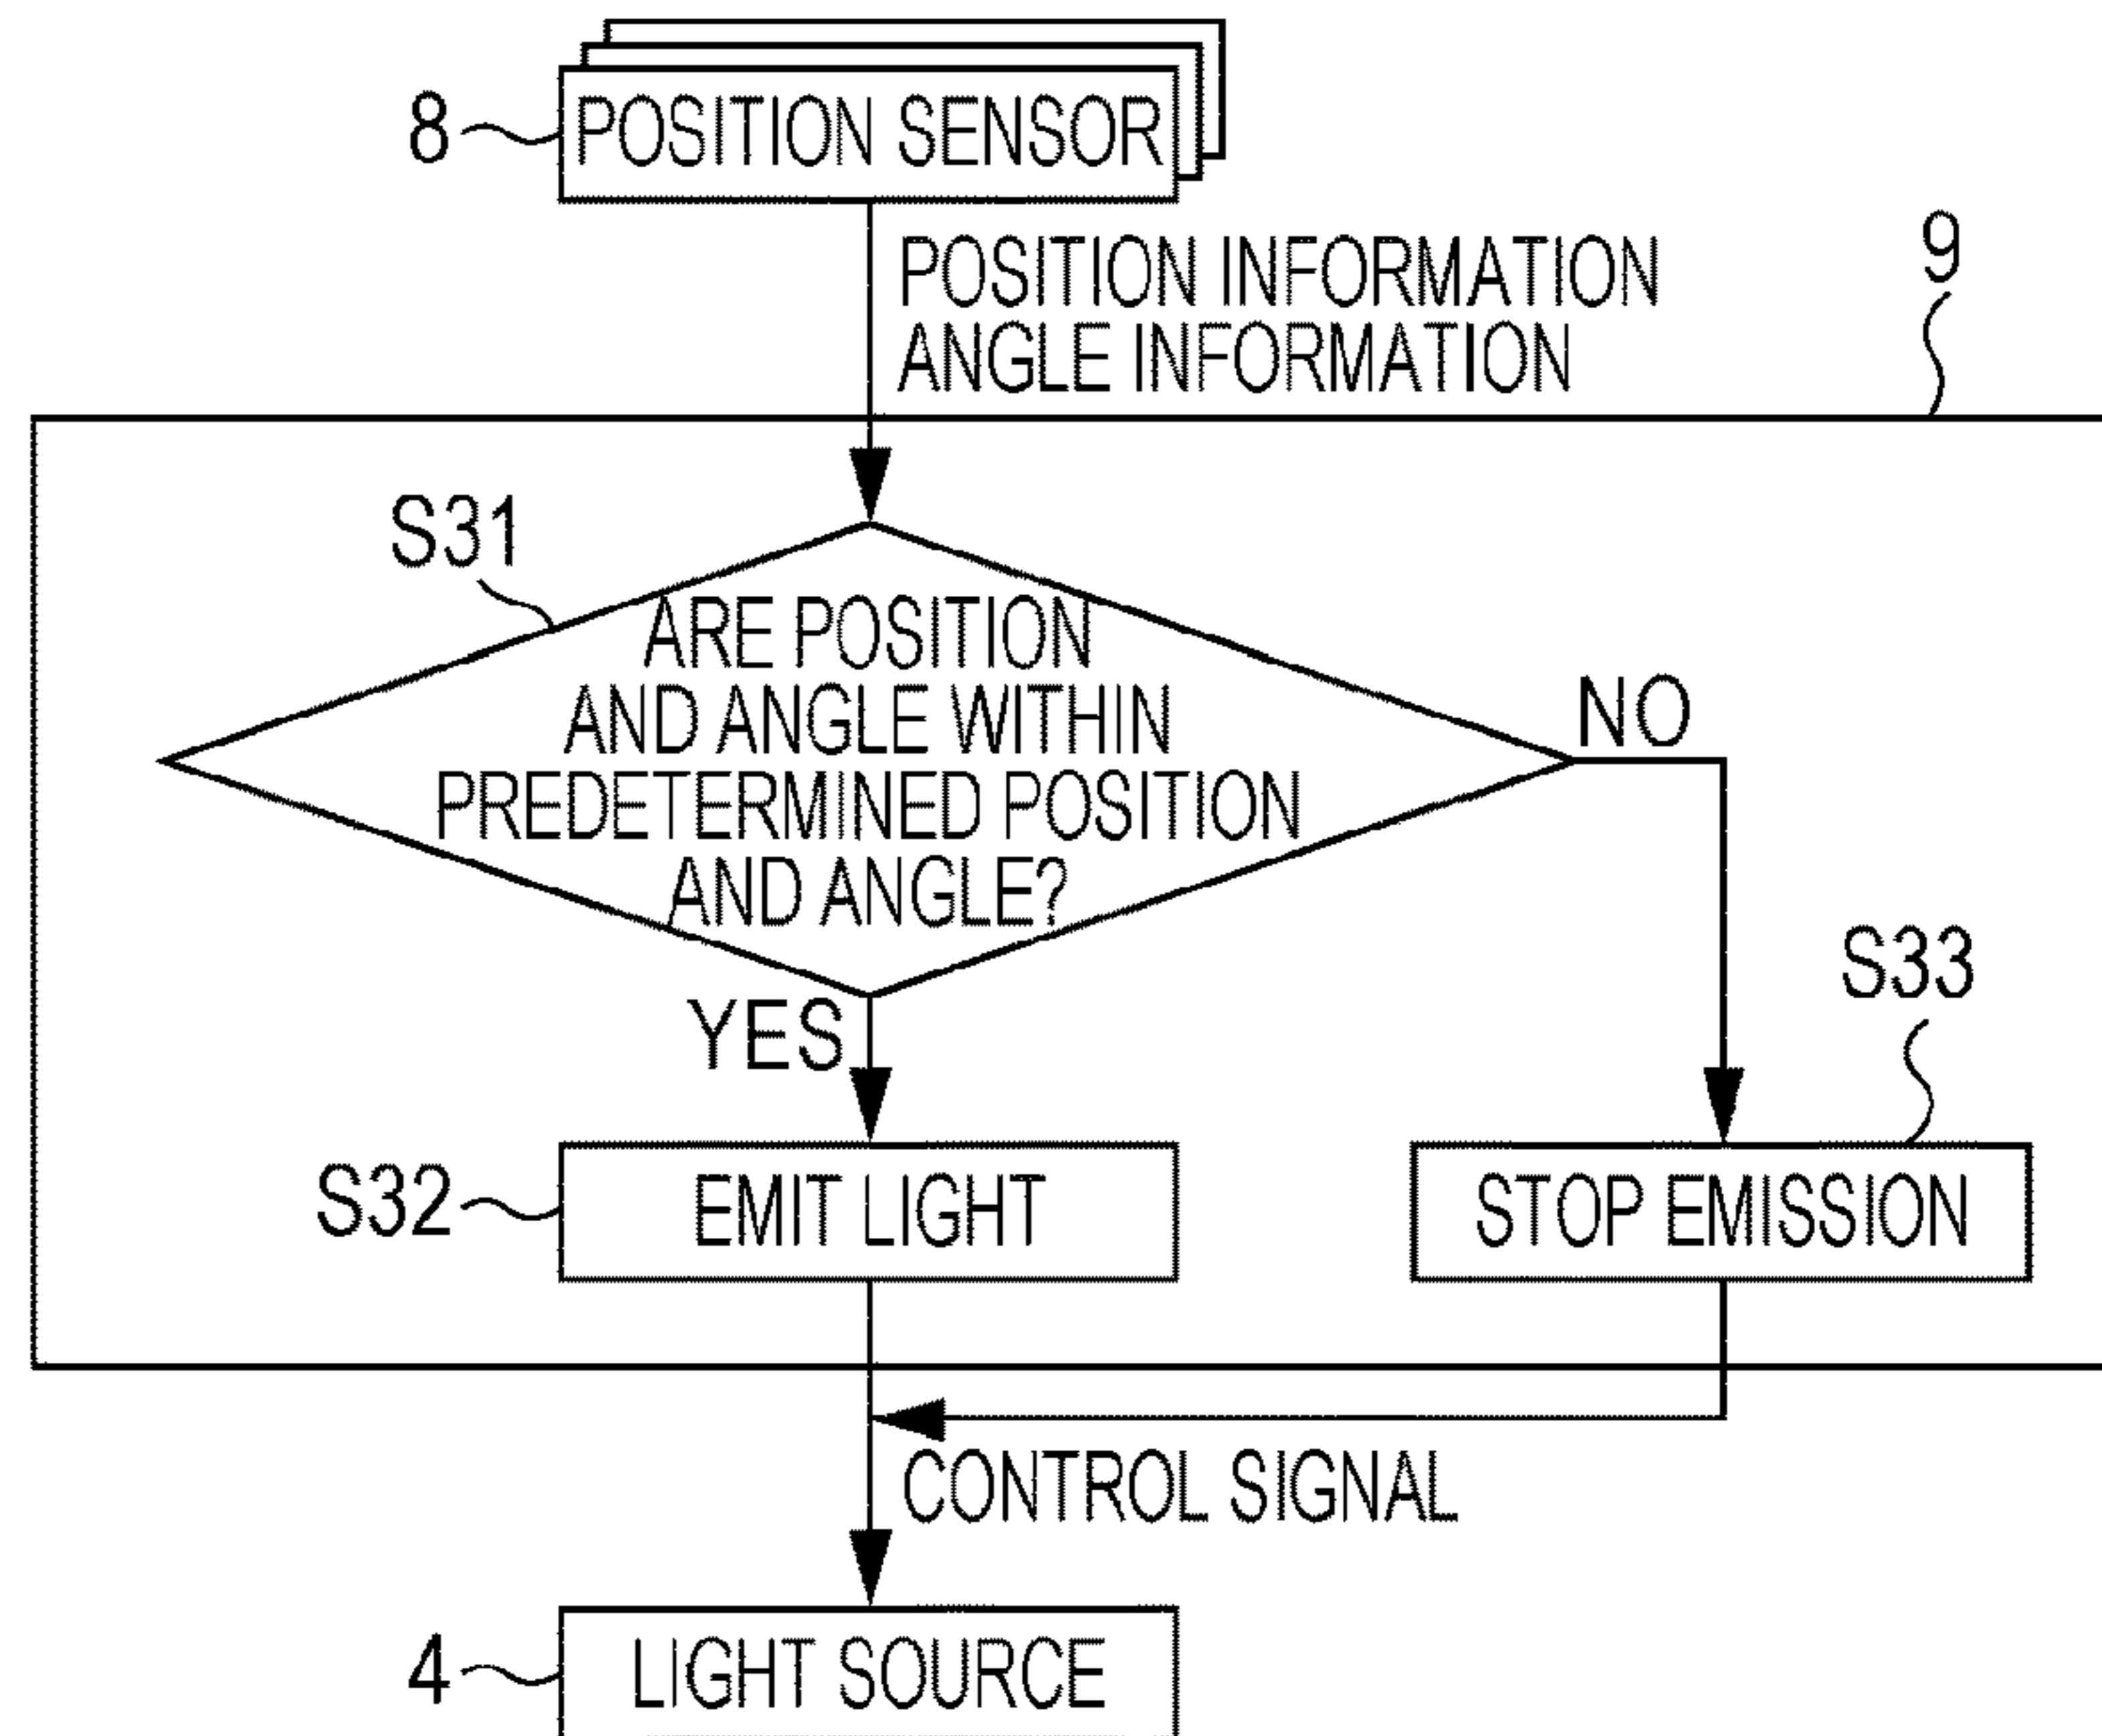 8
POSITION SENSOR
POSITION INFORMATION
ANGLE INFORMATION
9
S31
ARE POSITION
AND ANGLE WITHIN
PREDETERMINED POSITION
AND ANGLE?
NO
YES
S33
S32
EMIT LIGHT
STOP EMISSION
CONTROL SIGNAL
4
LIGHT SOURCE